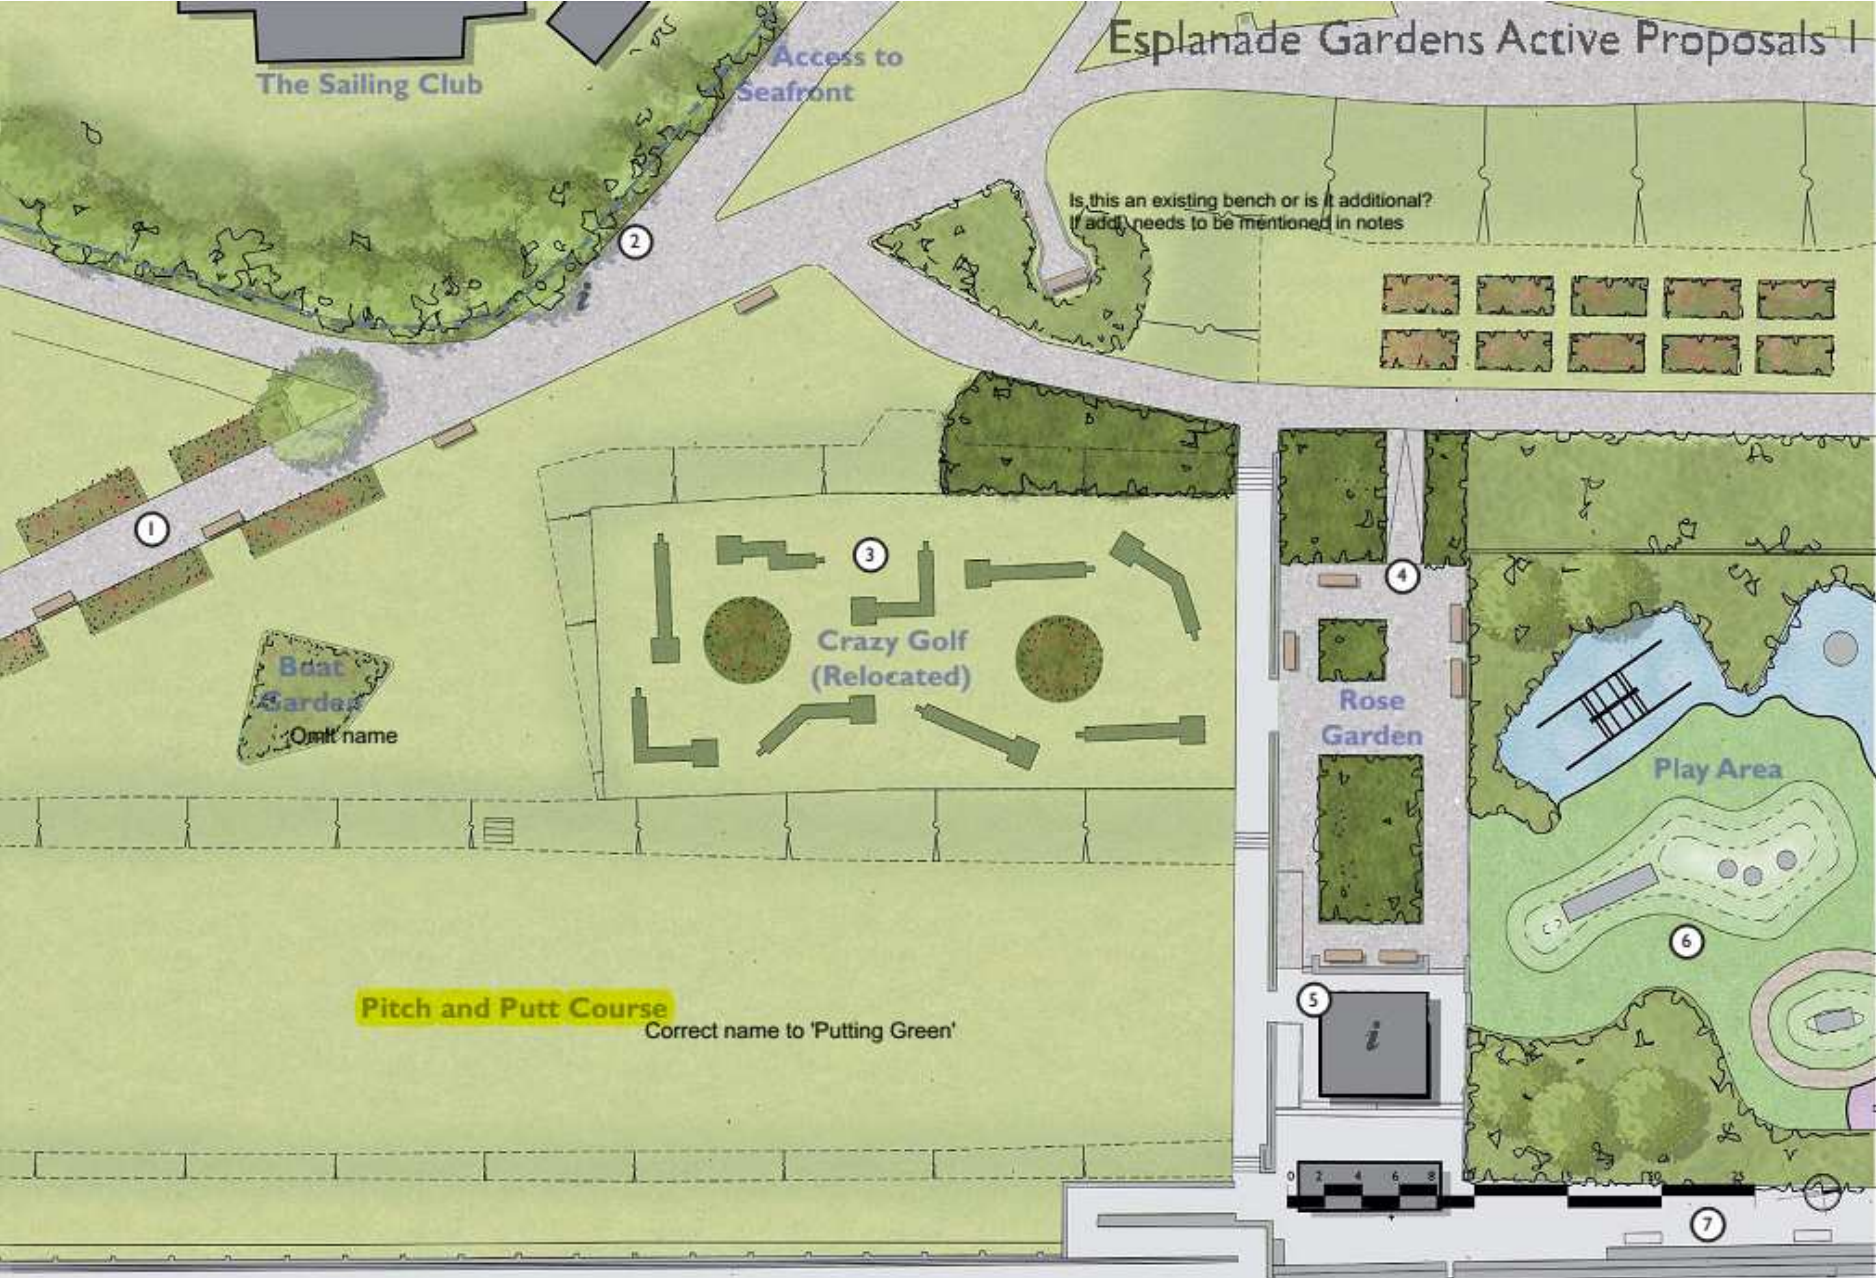 Esplanade Gardens Active Proposals 1
The Sailing Club
Access to
Seafront
Is this an existing bench or is it additional?
If addl, needs to be mentioned in notes
2
i
1
3
4
Crazy Golf
(Relocated)
Boat
Garden
Omit name
Rose
Garden
Play Area
6
Pitch and Putt Course
Correct name to 'Putting Green'
5
0 2 4 6 8 15 25
7